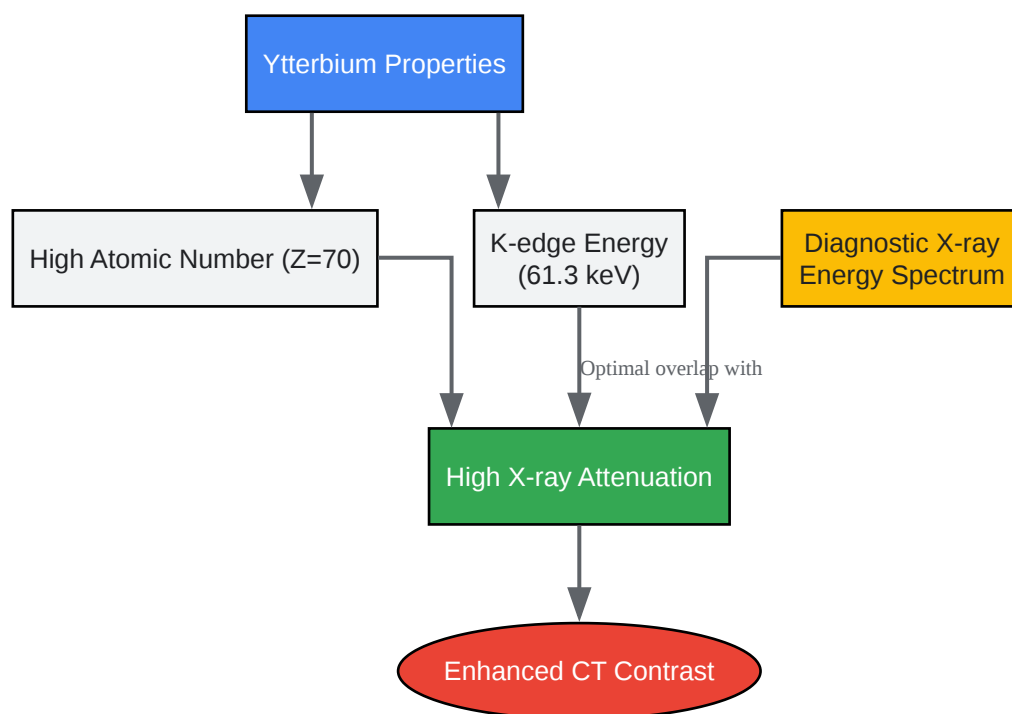 Ytterbium Properties
High Atomic Number (Z=70)
K-edge Energy
(61.3 keV)
Diagnostic X-ray
Energy Spectrum
Optimal overlap with
High X-ray Attenuation
Enhanced CT Contrast